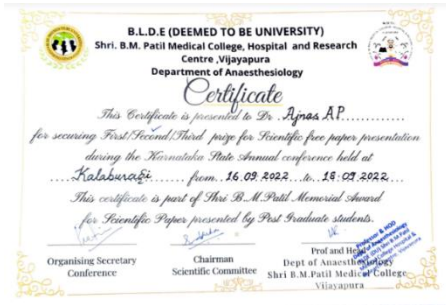 B.L.D.E (DEEMED TO BE UNIVERSITY)
Shri. B.M. Patil Medical College, Hospital and Research
Centre ,Vijayapura
Department of Anaesthesiology
Certificate
This Certificate is presented to Dr. Ajnas AP
for securing First/Second/Third prize for Scientific free paper presentation
during the Karnataka State Annual conference held at
Kalaburagi from 16.09.2022 to 18.09.2022
This certificate is part of Shri B.M.Patil Memorial Award
for Scientific Paper presented by Post Graduate students.
Organising Secretary
Conference
Chairman
Scientific Committee
Prof and Head
Dept of Anaesthesiology
Shri B.M.Patil Medical College
Vijayapura
Professor & HOD